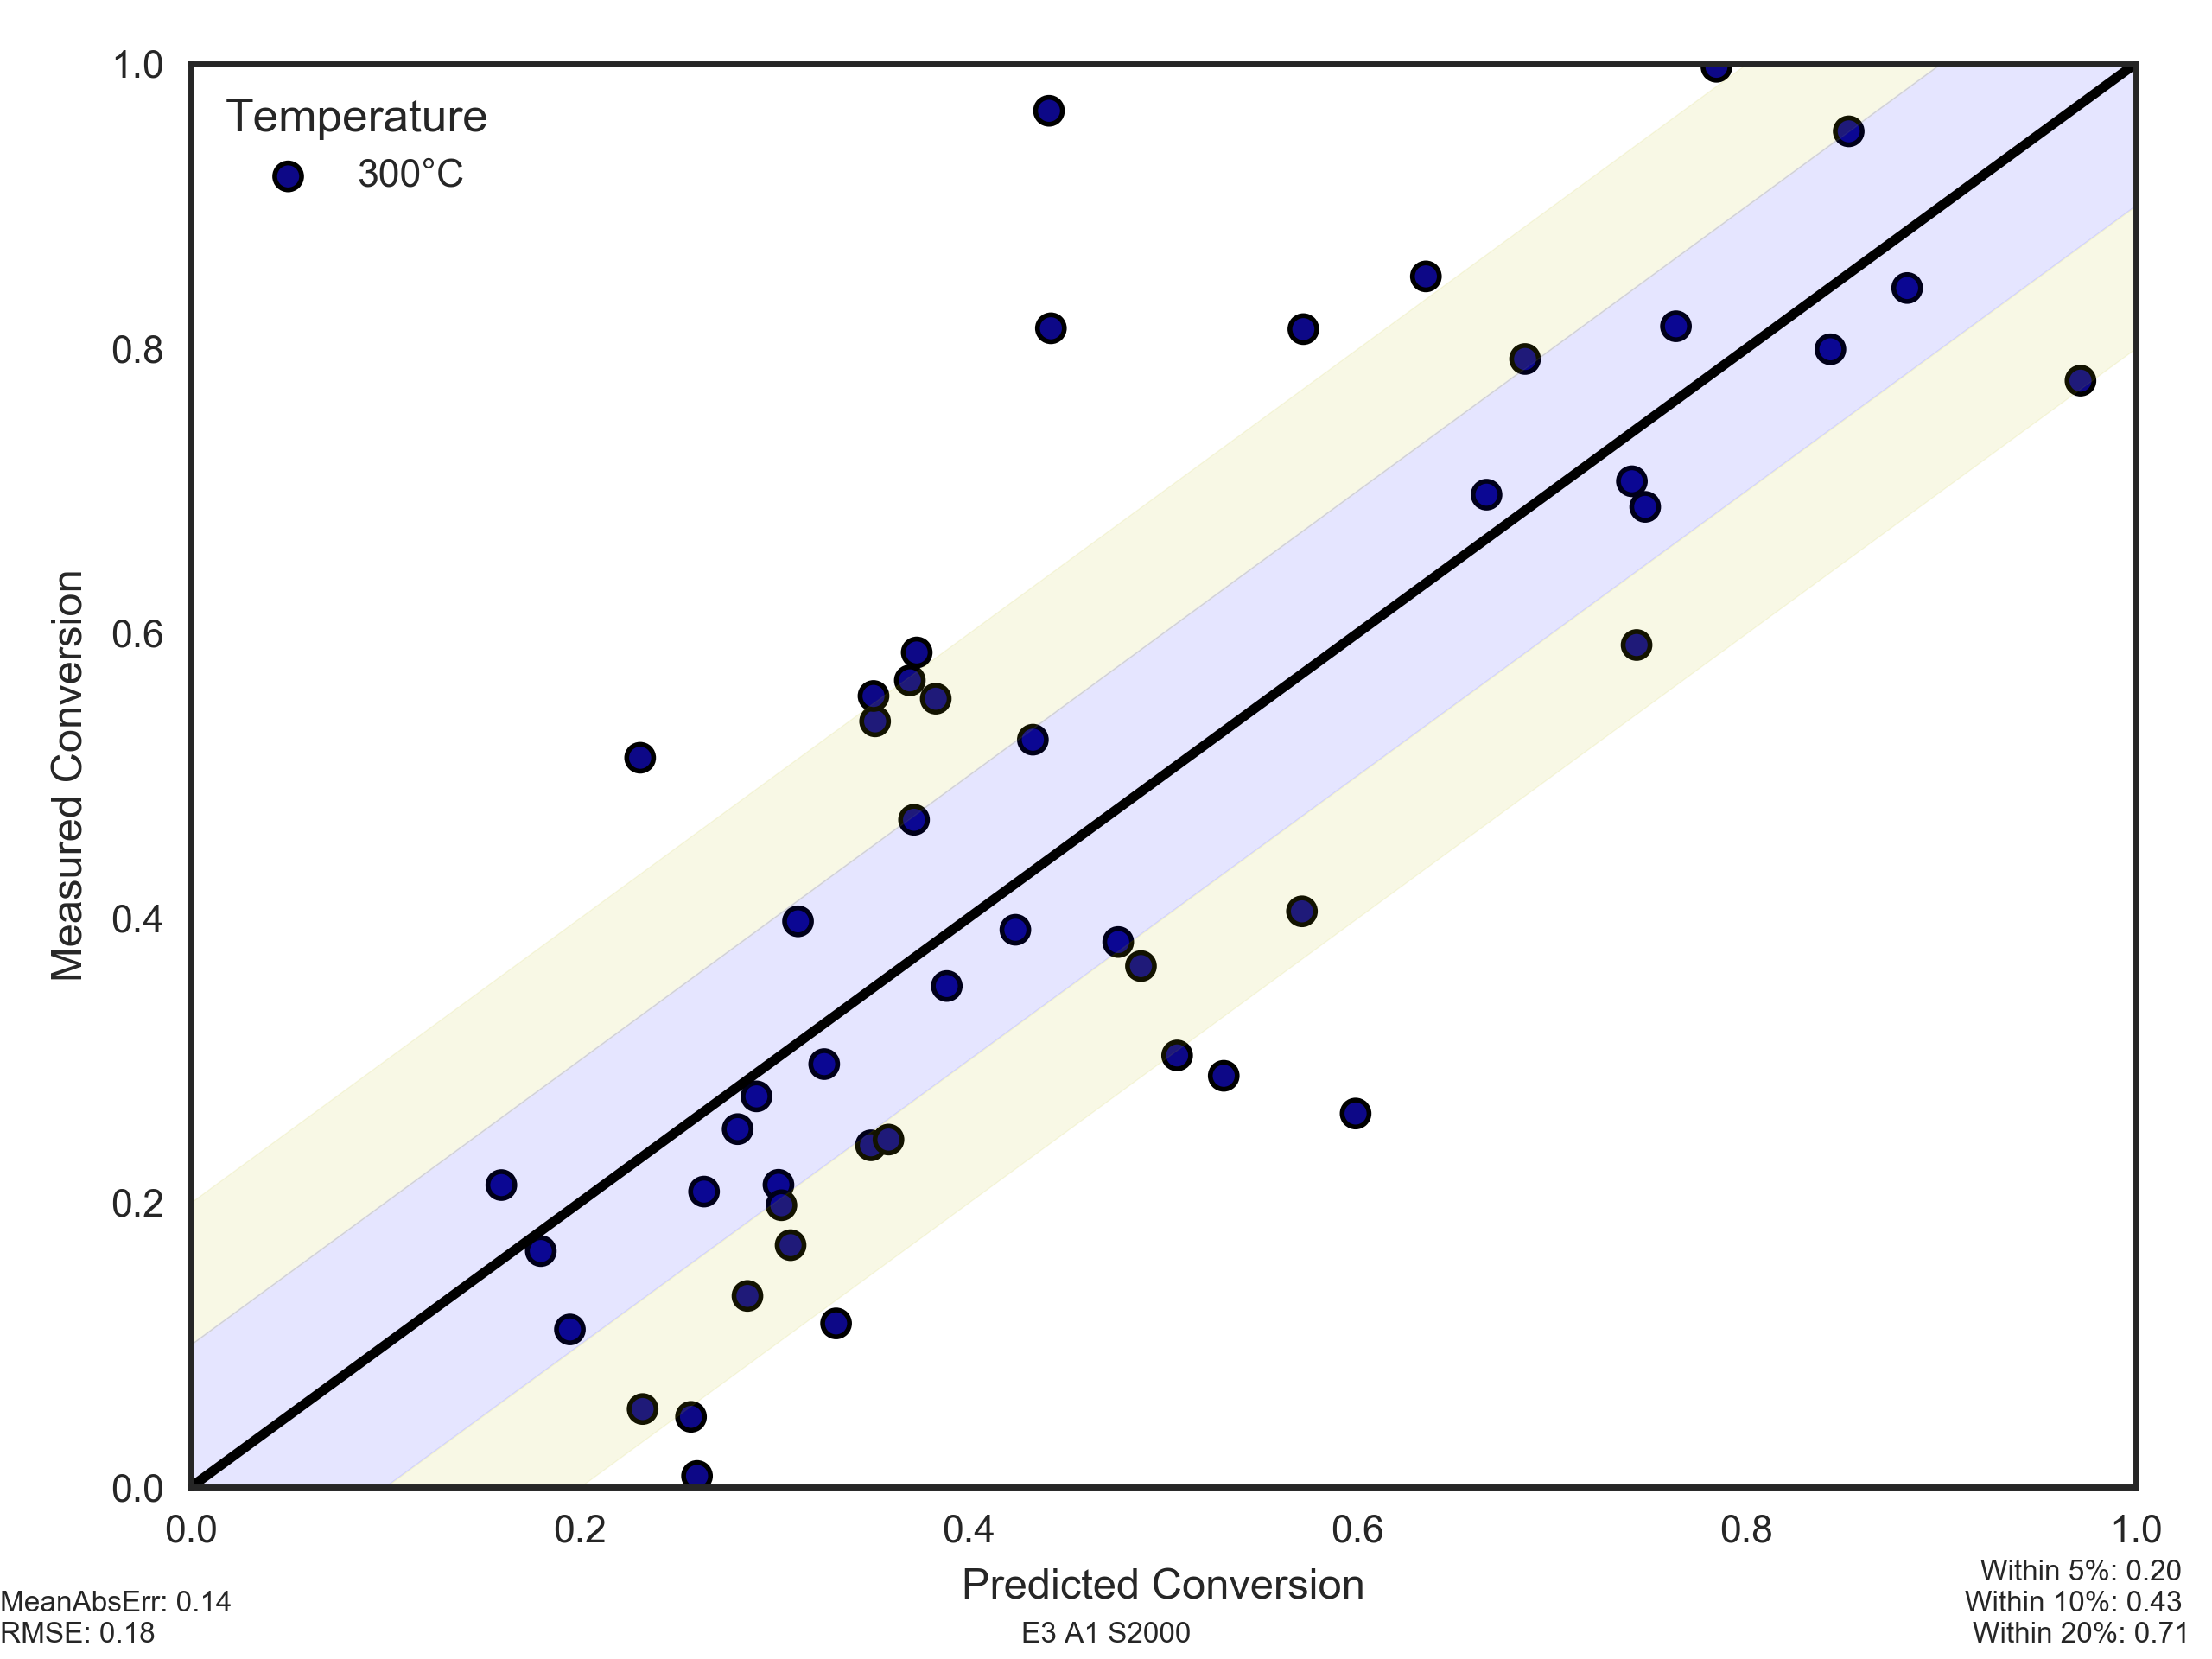 Temperature
300°C
Measured Conversion
1.0
0.8
0.6
0.4
0.2
0.0
0.0 0.2 0.4 0.6 0.8 1.0
Predicted Conversion
E3 A1 S2000
MeanAbsErr: 0.14
RMSE: 0.18
Within 5%: 0.20
Within 10%: 0.43
Within 20%: 0.71